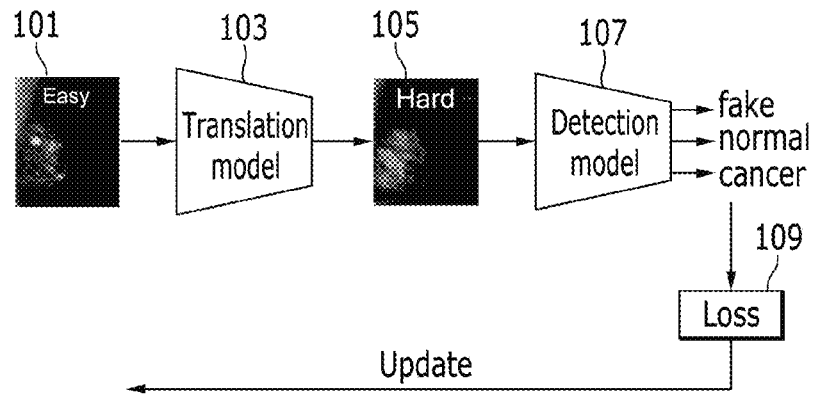 101
103
105
107
Easy
Translation
model
Hard
Detection
model
fake
normal
cancer
109
Loss
Update